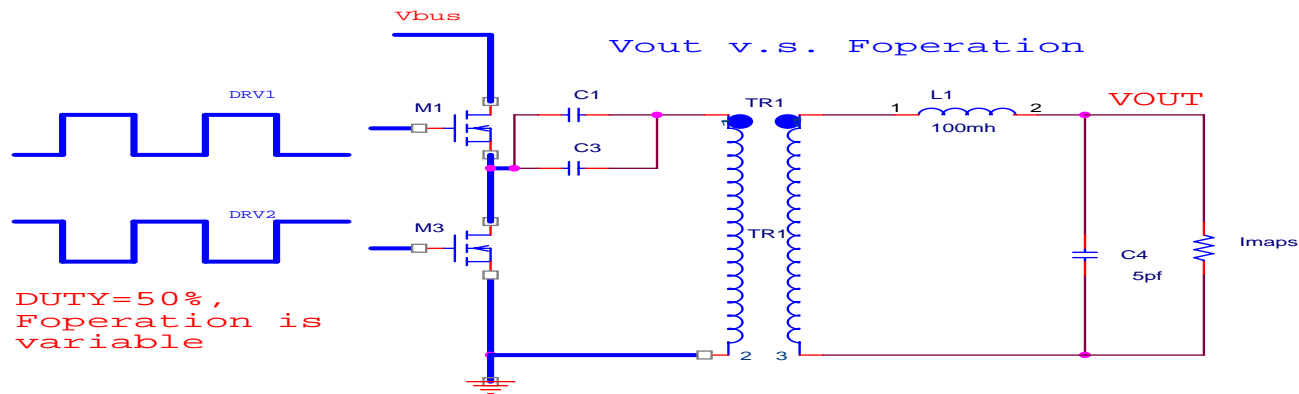 Vbus
Vout v.s. Foperation
DRV1
M1
C1
TR1
L1
1
2
VOUT
100mh
1
C3
DRV2
M3
TR1
C4
5pf
Imaps
DUTY=50%,
Foperation is
variable
2
3